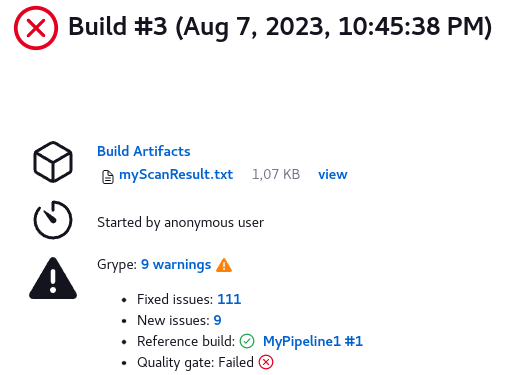 Build #3 (Aug 7, 2023, 10:45:38 PM)
Build Artifacts
myScanResult.txt 1,07 KB view
Started by anonymous user
Grype: 9 warnings
• Fixed issues: 111
• New issues: 9
• Reference build: MyPipeline1 #1
• Quality gate: Failed